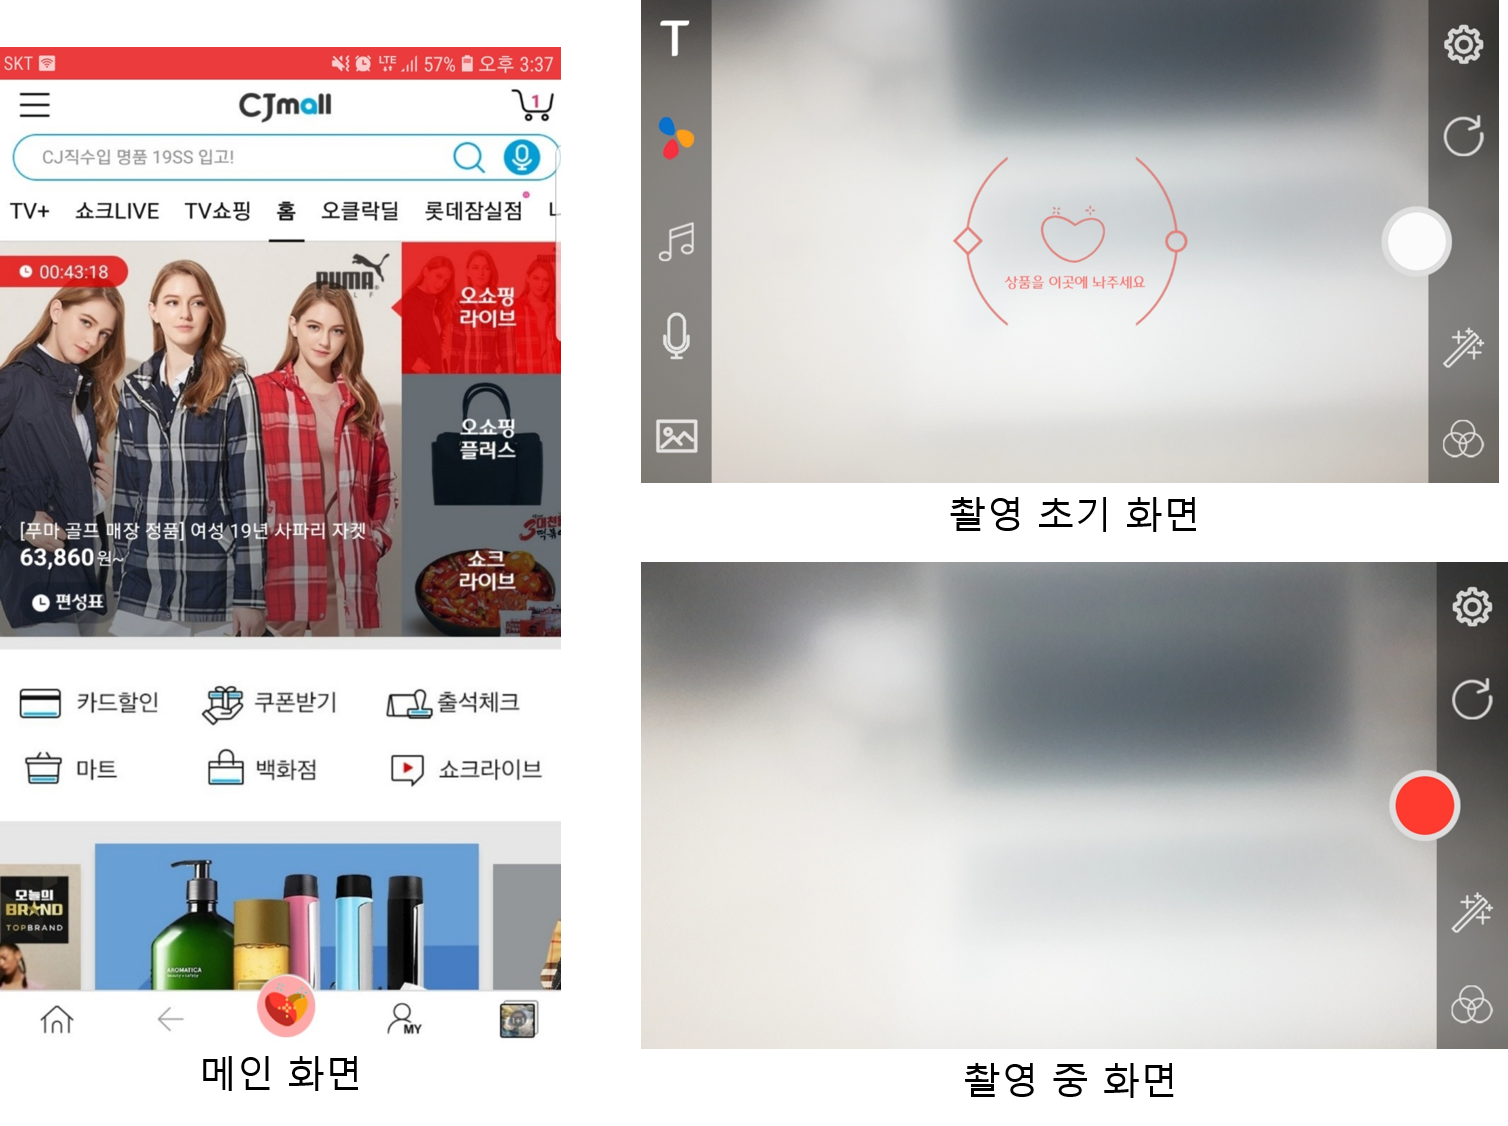 SKT
LTE 57% 오후 3:37
CJmall
1
CJ직수입 명품 19SS 입고!
TV+ 쇼크LIVE TV쇼핑 홈 오클락딜 롯데잠실점
00:43:18
PUMA
GOLF
오쇼핑
라이브
오쇼핑
플러스
[푸마 골프 매장 정품] 여성 19년 사파리 자켓
63,860원~
편성표
쇼크
라이브
카드할인 쿠폰받기 출석체크
마트 백화점 쇼크라이브
오늘의
BRAND
TOPBRAND
AROMATICA
MY
메인 화면
T
상품을 이곳에 놔주세요
촬영 초기 화면
촬영 중 화면